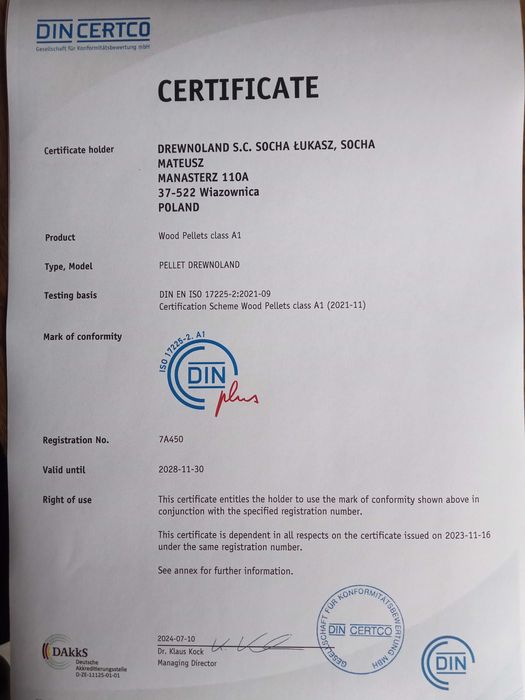 DIN CERTCO
Gesellschaft für Konformitätsbewertung mbH
CERTIFICATE
Certificate holder
DREWNOLAND S.C. SOCHA ŁUKASZ, SOCHA
MATEUSZ
MANASTERZ 110A
37-522 Wiazownica
POLAND
Product
Wood Pellets class A1
Type, Model
PELLET DREWNOLAND
Testing basis
DIN EN ISO 17225-2:2021-09
Certification Scheme Wood Pellets class A1 (2021-11)
Mark of conformity
ISO 17225-2, A1
DIN
plus
Registration No.
7A450
Valid until
2028-11-30
Right of use
This certificate entitles the holder to use the mark of conformity shown above in
conjunction with the specified registration number.
This certificate is dependent in all respects on the certificate issued on 2023-11-16
under the same registration number.
See annex for further information.
GESELLSCHAFT FÜR KONFORMITÄTSBEWERTUNG MBH
DIN CERTCO
DIN
DAkkS
Deutsche
Akkreditierungsstelle
D-ZE-11125-01-01
2024-07-10
Dr. Klaus Kock
Managing Director